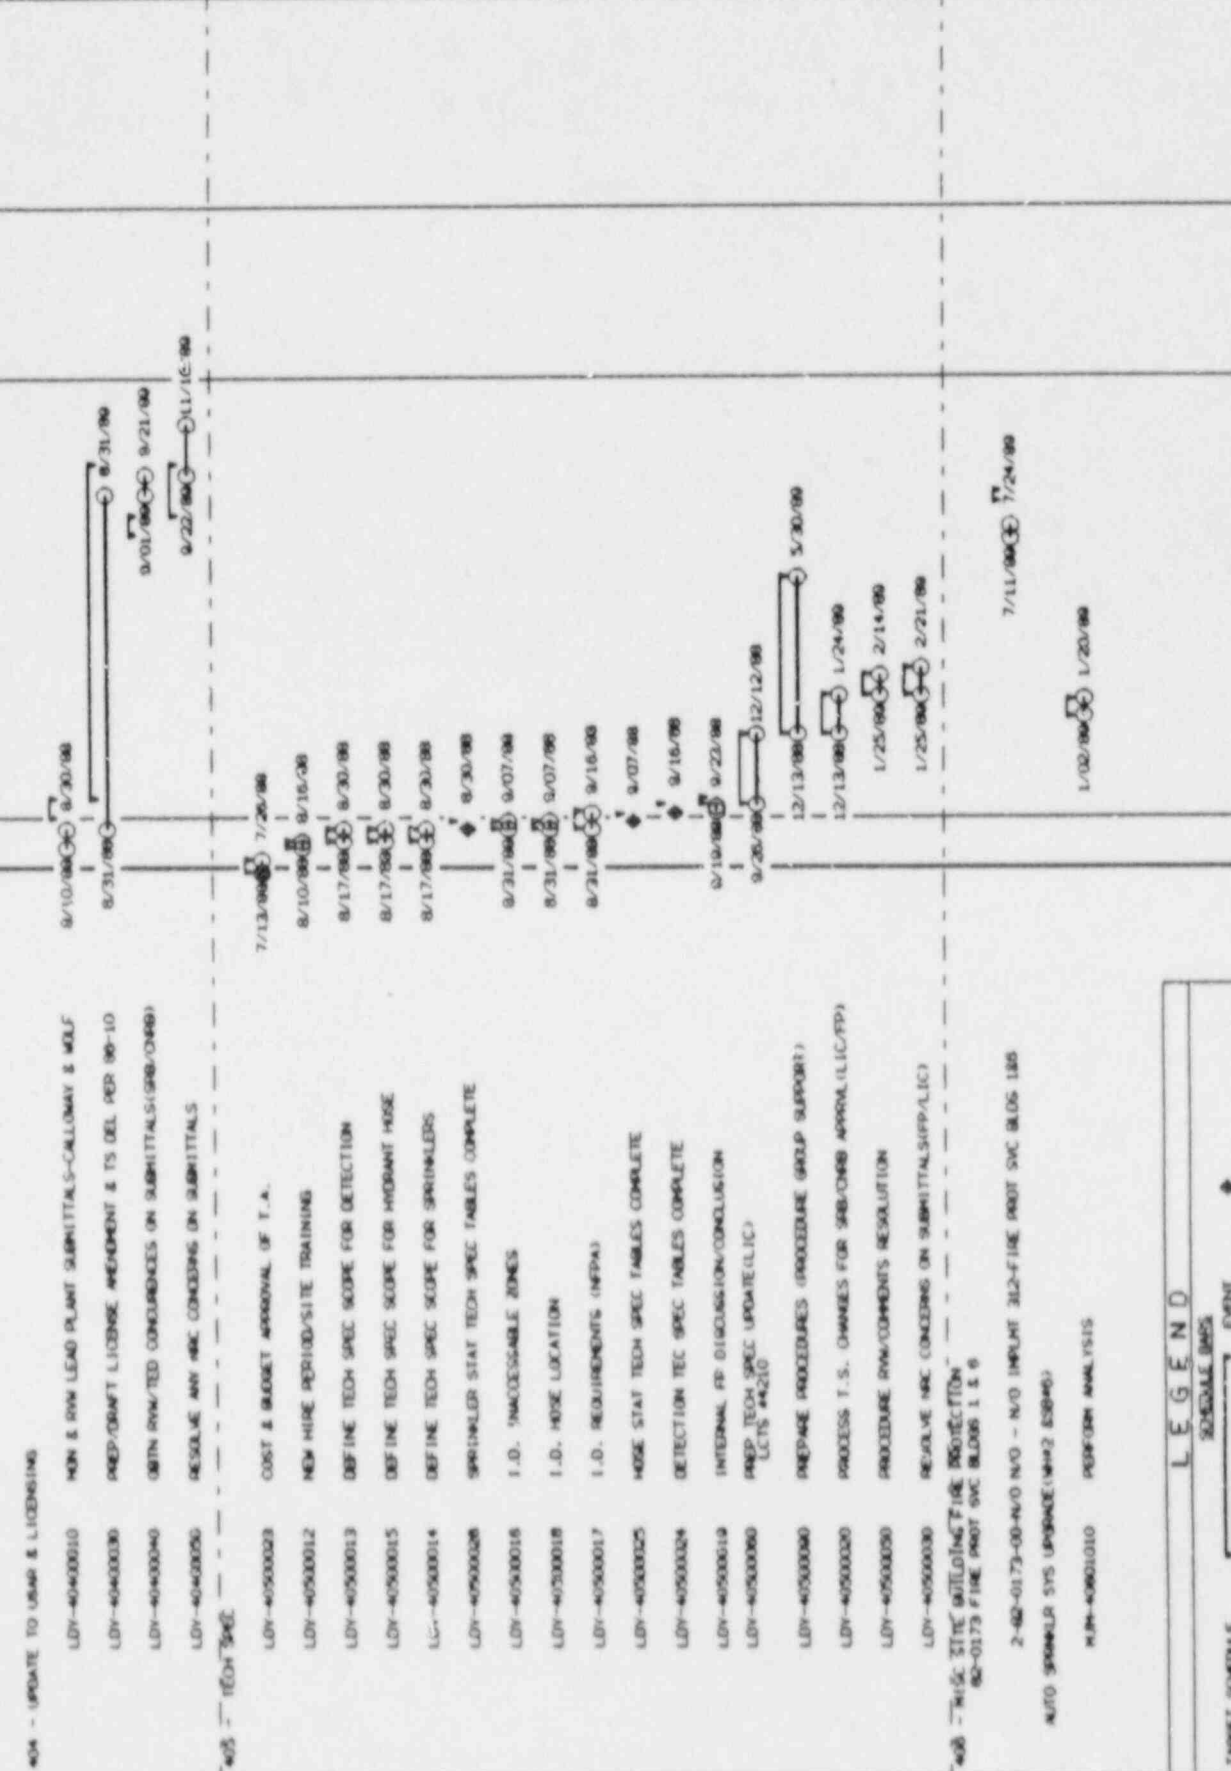 404 - UPDATE TO USAR & LICENSING
LDY-40400010 MON & RVW LEAD PLANT SUBMITTALS-CALLOWAY & WOLF 8/10/88 8/30/88
LDY-40400030 PREP/DRAFT LICENSE AMENDMENT & TS DEL PER 88-10 8/31/88 8/31/89
LDY-40400040 OBTN RVW/TED CONCURENCES ON SUBMITTALS(SRB/CNRB) 9/01/89 9/21/89
LDY-40400050 RESOLVE ANY NRC CONCERNS ON SUBMITTALS 9/22/89 11/16/89
405 - TECH SPEC
LDY-40500023 COST & BUDGET APPROVAL OF T.A. 7/13/88 7/26/88
LDY-40500012 NEW HIRE PERIOD/SITE TRAINING 8/10/88 8/16/88
LDY-40500013 DEFINE TECH SPEC SCOPE FOR DETECTION 8/17/88 8/30/88
LDY-40500015 DEFINE TECH SPEC SCOPE FOR HYDRANT HOSE 8/17/88 8/30/88
LDY-40500014 DEFINE TECH SPEC SCOPE FOR SPRINKLERS 8/17/88 8/30/88
LDY-40500026 SPRINKLER STAT TECH SPEC TABLES COMPLETE 8/30/88
LDY-40500016 I.D. INACCESSABLE ZONES 8/31/88 9/07/88
LDY-40500018 I.D. HOSE LOCATION 8/31/88 9/07/88
LDY-40500017 I.D. REQUIREMENTS (NFPA) 8/31/88 9/16/88
LDY-40500025 HOSE STAT TECH SPEC TABLES COMPLETE 9/07/88
LDY-40500024 DETECTION TEC SPEC TABLES COMPLETE 9/16/88
LDY-40500019 INTERNAL FP DISCUSSION/CONCLUSION 9/19/88 9/23/88
LDY-40500060 PREP TECH SPEC UPDATE(LIC) 9/26/88 12/12/88
LCTS #4210
LDY-40500090 PREPARE PROCEDURES (PROCEDURE GROUP SUPPORT) 12/13/88 5/30/89
LDY-40500020 PROCESS T.S. CHANGES FOR SRB/CNRB APPRVL(LIC/FP) 12/13/88 1/24/89
LDY-40500050 PROCEDURE RVW/COMMENTS RESOLUTION 1/25/89 2/14/89
LDY-40500030 RESOLVE NRC CONCERNS ON SUBMITTALS(FP/LIC) 1/25/89 2/21/89
408 - MISC SITE BUILDING FIRE PROTECTION
82-0173 FIRE PROT SVC BLDGS 1 & 6
2-82-0173-00-N/O N/O - N/O IMPLMT 312-FIRE PROT SVC BLDG 1&6 7/11/89 7/24/89
AUTO SPRNKLR SYS UPGRADE
MJM-40801010 PERFORM ANALYSIS 1/02/89 1/20/89
LEGEND
SCHEDULE BARS